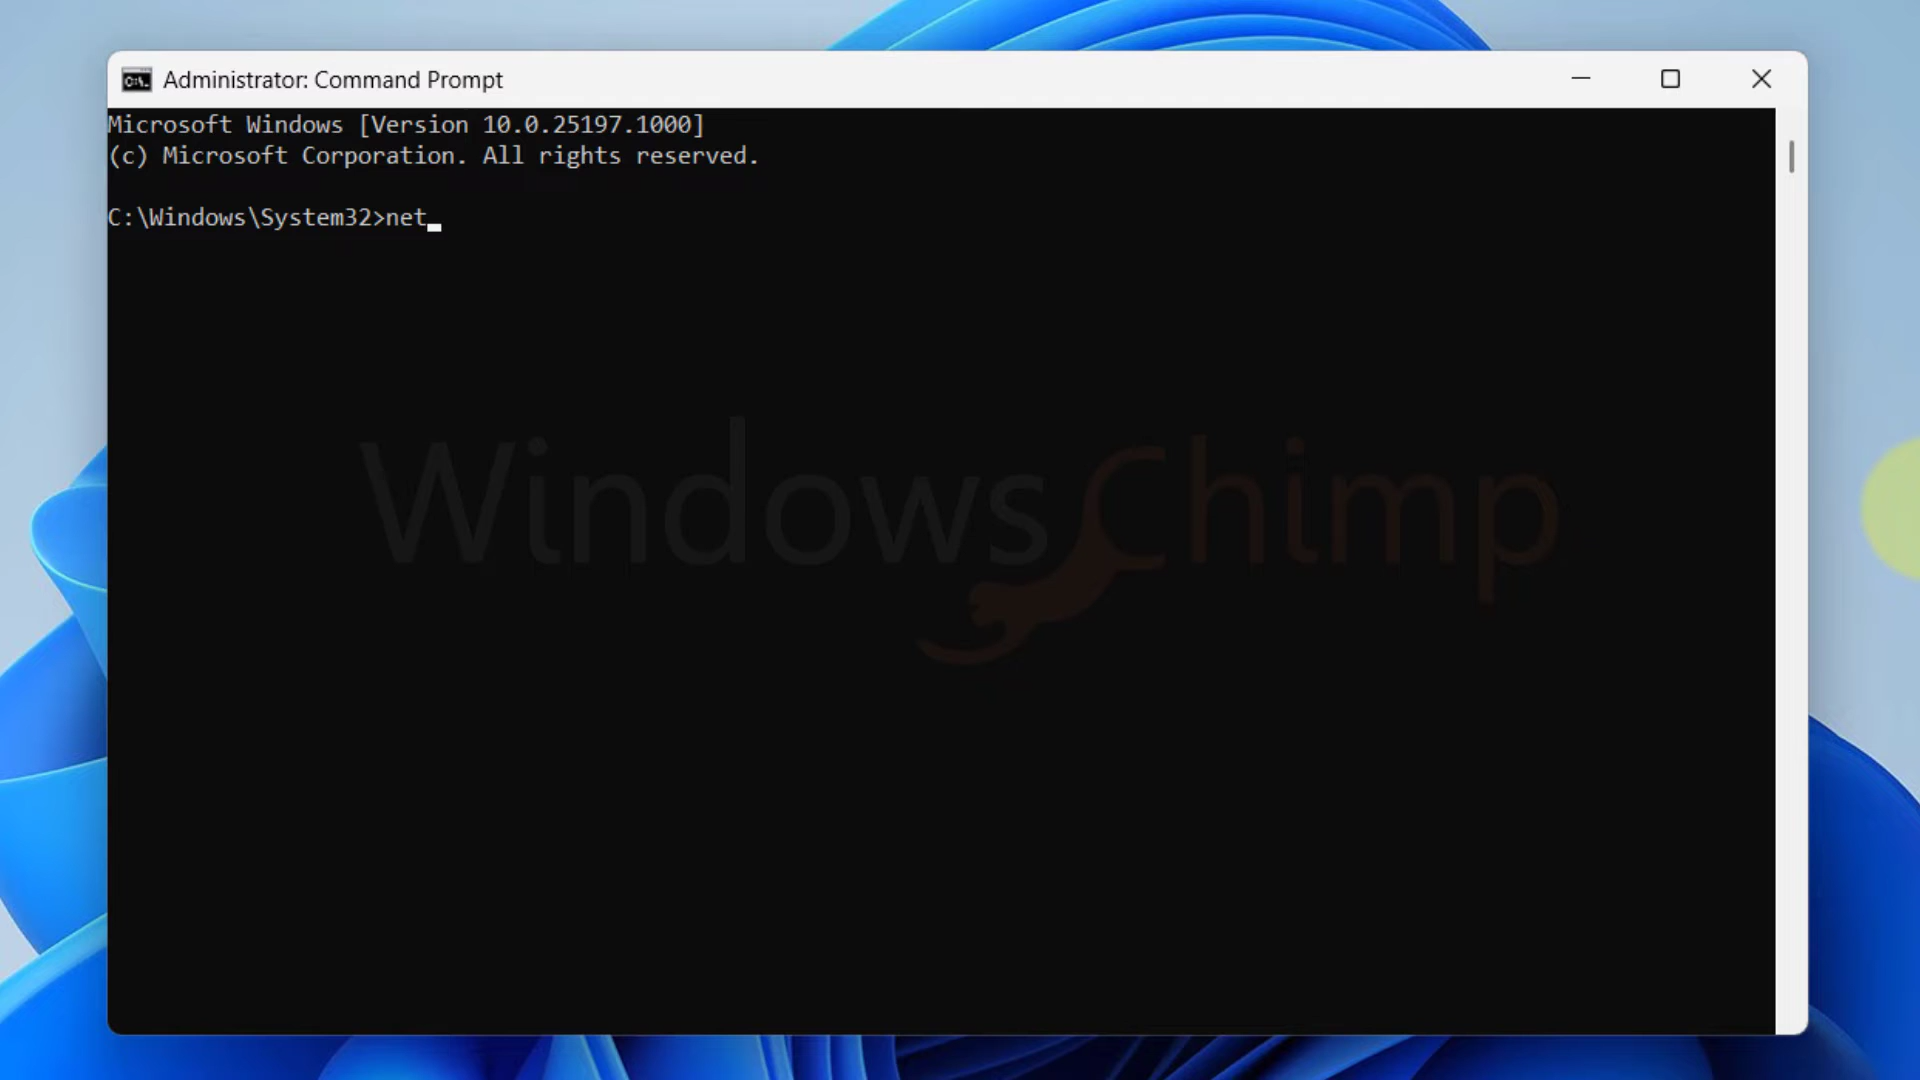 Administrator: Command Prompt
Microsoft Windows [Version 10.0.25197.1000]
(c) Microsoft Corporation. All rights reserved.
C:\Windows\System32>net
WindowsChimp